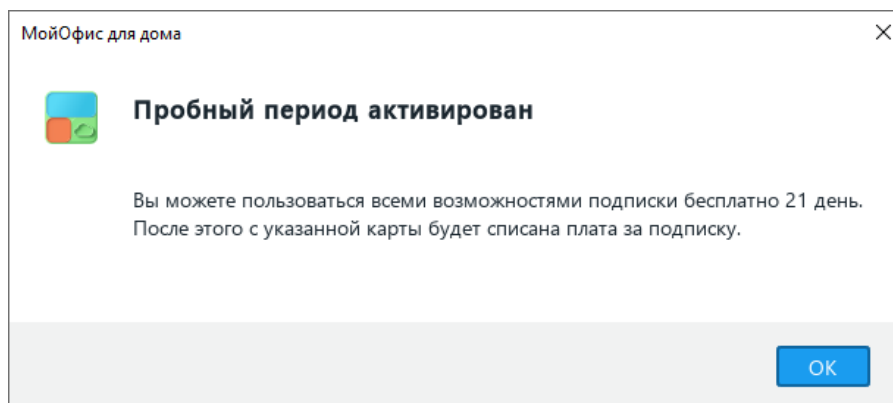 МойОфис для дома
Пробный период активирован
Вы можете пользоваться всеми возможностями подписки бесплатно 21 день.
После этого с указанной карты будет списана плата за подписку.
ОК